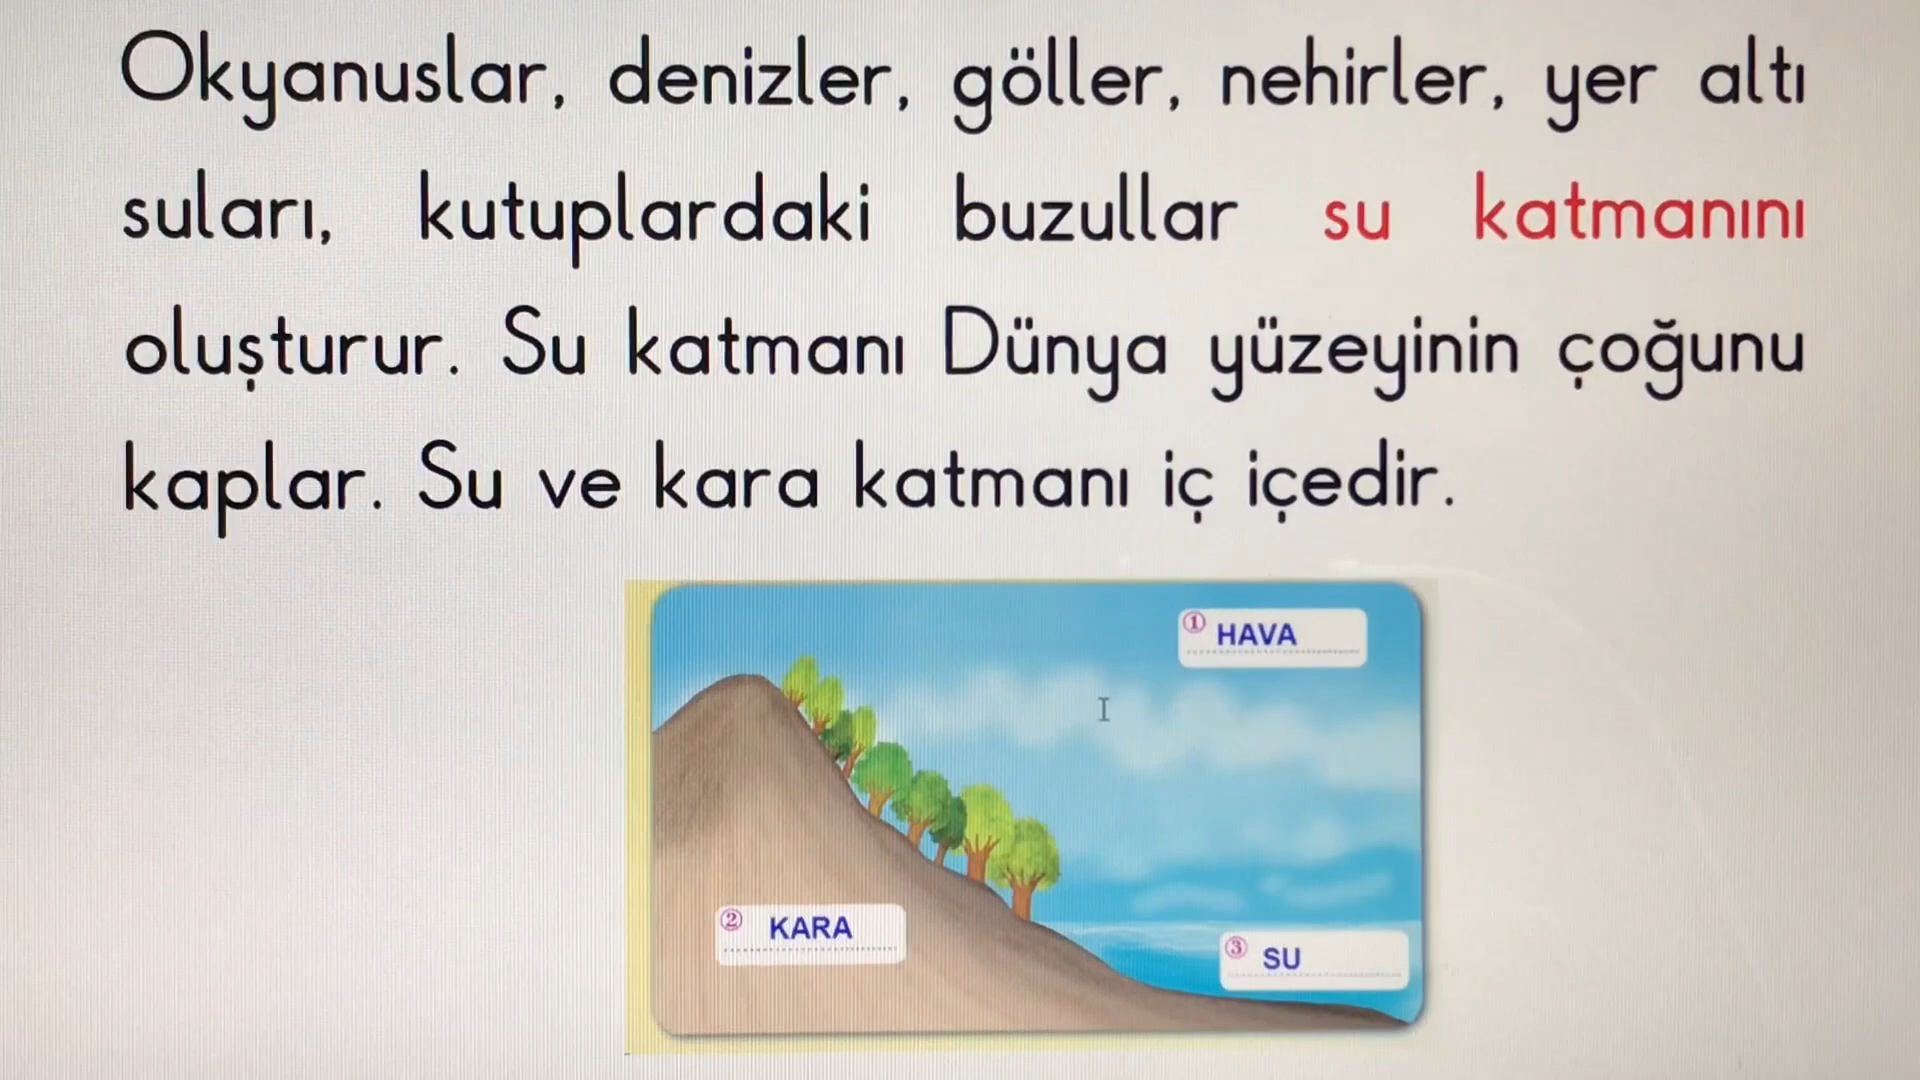 Okyanuslar, denizler, göller, nehirler, yer altı
suları, kutuplardaki buzullar su katmanını
oluşturur. Su katmanı Dünya yüzeyinin çoğunu
kaplar. Su ve kara katmanı iç içedir.
① HAVA
② KARA
③ SU